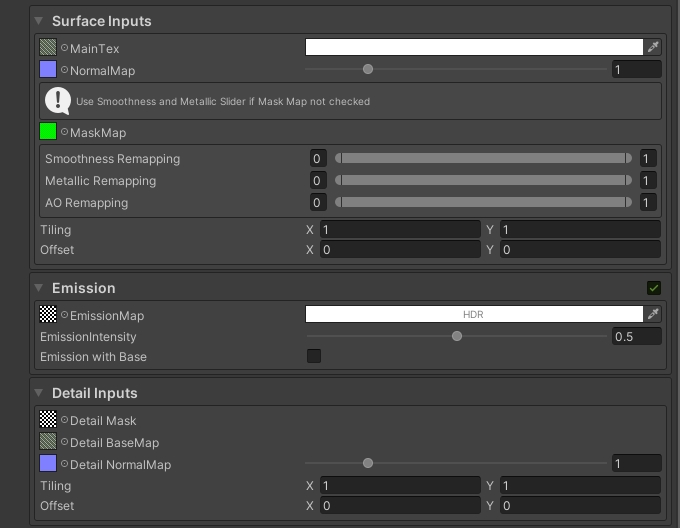 Surface Inputs
MainTex
NormalMap 1
Use Smoothness and Metallic Slider if Mask Map not checked
MaskMap
Smoothness Remapping 0 1
Metallic Remapping 0 1
AO Remapping 0 1
Tiling X 1 Y 1
Offset X 0 Y 0
Emission
EmissionMap HDR
EmissionIntensity 0.5
Emission with Base
Detail Inputs
Detail Mask
Detail BaseMap
Detail NormalMap 1
Tiling X 1 Y 1
Offset X 0 Y 0